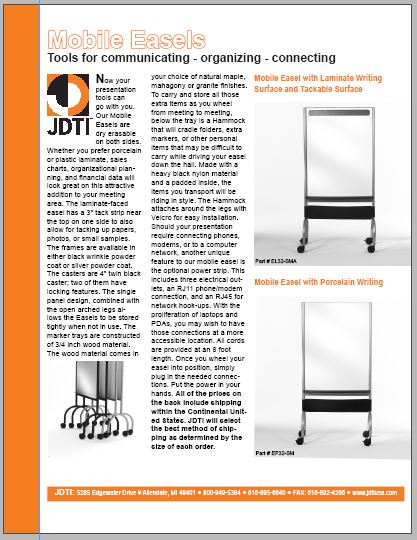 Mobile Easels
Tools for communicating - organizing - connecting
JDTI
Now your
presentation
tools can
go with you.
Our Mobile
Easels are
dry erasable
on both sides.
Whether you prefer porcelain
or plastic laminate, sales
charts, organizational plan-
ning, and financial data will
look great on this attractive
addition to your meeting
area. The laminate-faced
easel has a 3" tack strip near
the top on one side to also
allow for tacking up papers,
photos, or small samples.
The frames are available in
either black wrinkle powder
coat or silver powder coat.
The casters are 4" twin black
caster; two of them have
locking features. The single
panel design, combined with
the open arched legs al-
lows the Easels to be stored
tightly when not in use. The
marker trays are constructed
of 3/4 inch wood material.
The wood material comes in
your choice of natural maple,
mahogany or granite finishes.
To carry and store all those
extra items as you wheel
from meeting to meeting,
below the tray is a Hammock
that will cradle folders, extra
markers, or other personal
items that may be difficult to
carry while driving your easel
down the hall. Made with a
heavy black nylon material
and a padded inside, the
items you transport will be
riding in style. The Hammock
attaches around the legs with
Velcro for easy installation.
Should your presentation
require connecting phones,
modems, or to a computer
network, another unique
feature to our mobile easel is
the optional power strip. This
includes three electrical out-
lets, an RJ11 phone/modem
connection, and an RJ45 for
network hook-ups. With the
proliferation of laptops and
PDAs, you may wish to have
those connections at a more
accessible location. All cords
are provided at an 8 foot
length. Once you wheel your
easel into position, simply
plug in the needed connec-
tions. Put the power in your
hands. All of the prices on
the back include shipping
within the Continental Unit-
ed States. JDTI will select
the best method of ship-
ping as determined by the
size of each order.
Mobile Easel with Laminate Writing
Surface and Tackable Surface
Part # EL32-SMA
Mobile Easel with Porcelain Writing
Part # EP32-SM
JDTI: 5285 Edgewater Drive # Allendale, MI 49401 • 800-949-5384 • 616-895-6640 • FAX: 616-892-4266 • www.jdtiusa.com